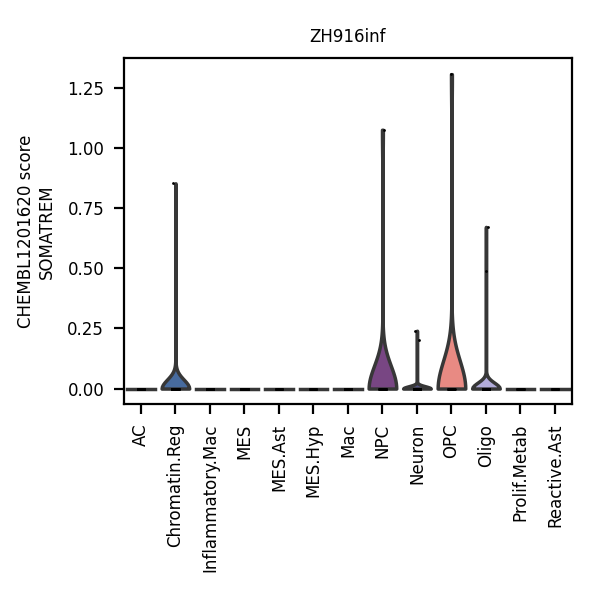 ZH916inf
CHEMBL1201620 score
SOMATREM
1.25
1.00
0.75
0.50
0.25
0.00
AC
Chromatin.Reg
Inflammatory.Mac
MES
MES.Ast
MES.Hyp
Mac
NPC
Neuron
OPC
Oligo
Prolif.Metab
Reactive.Ast